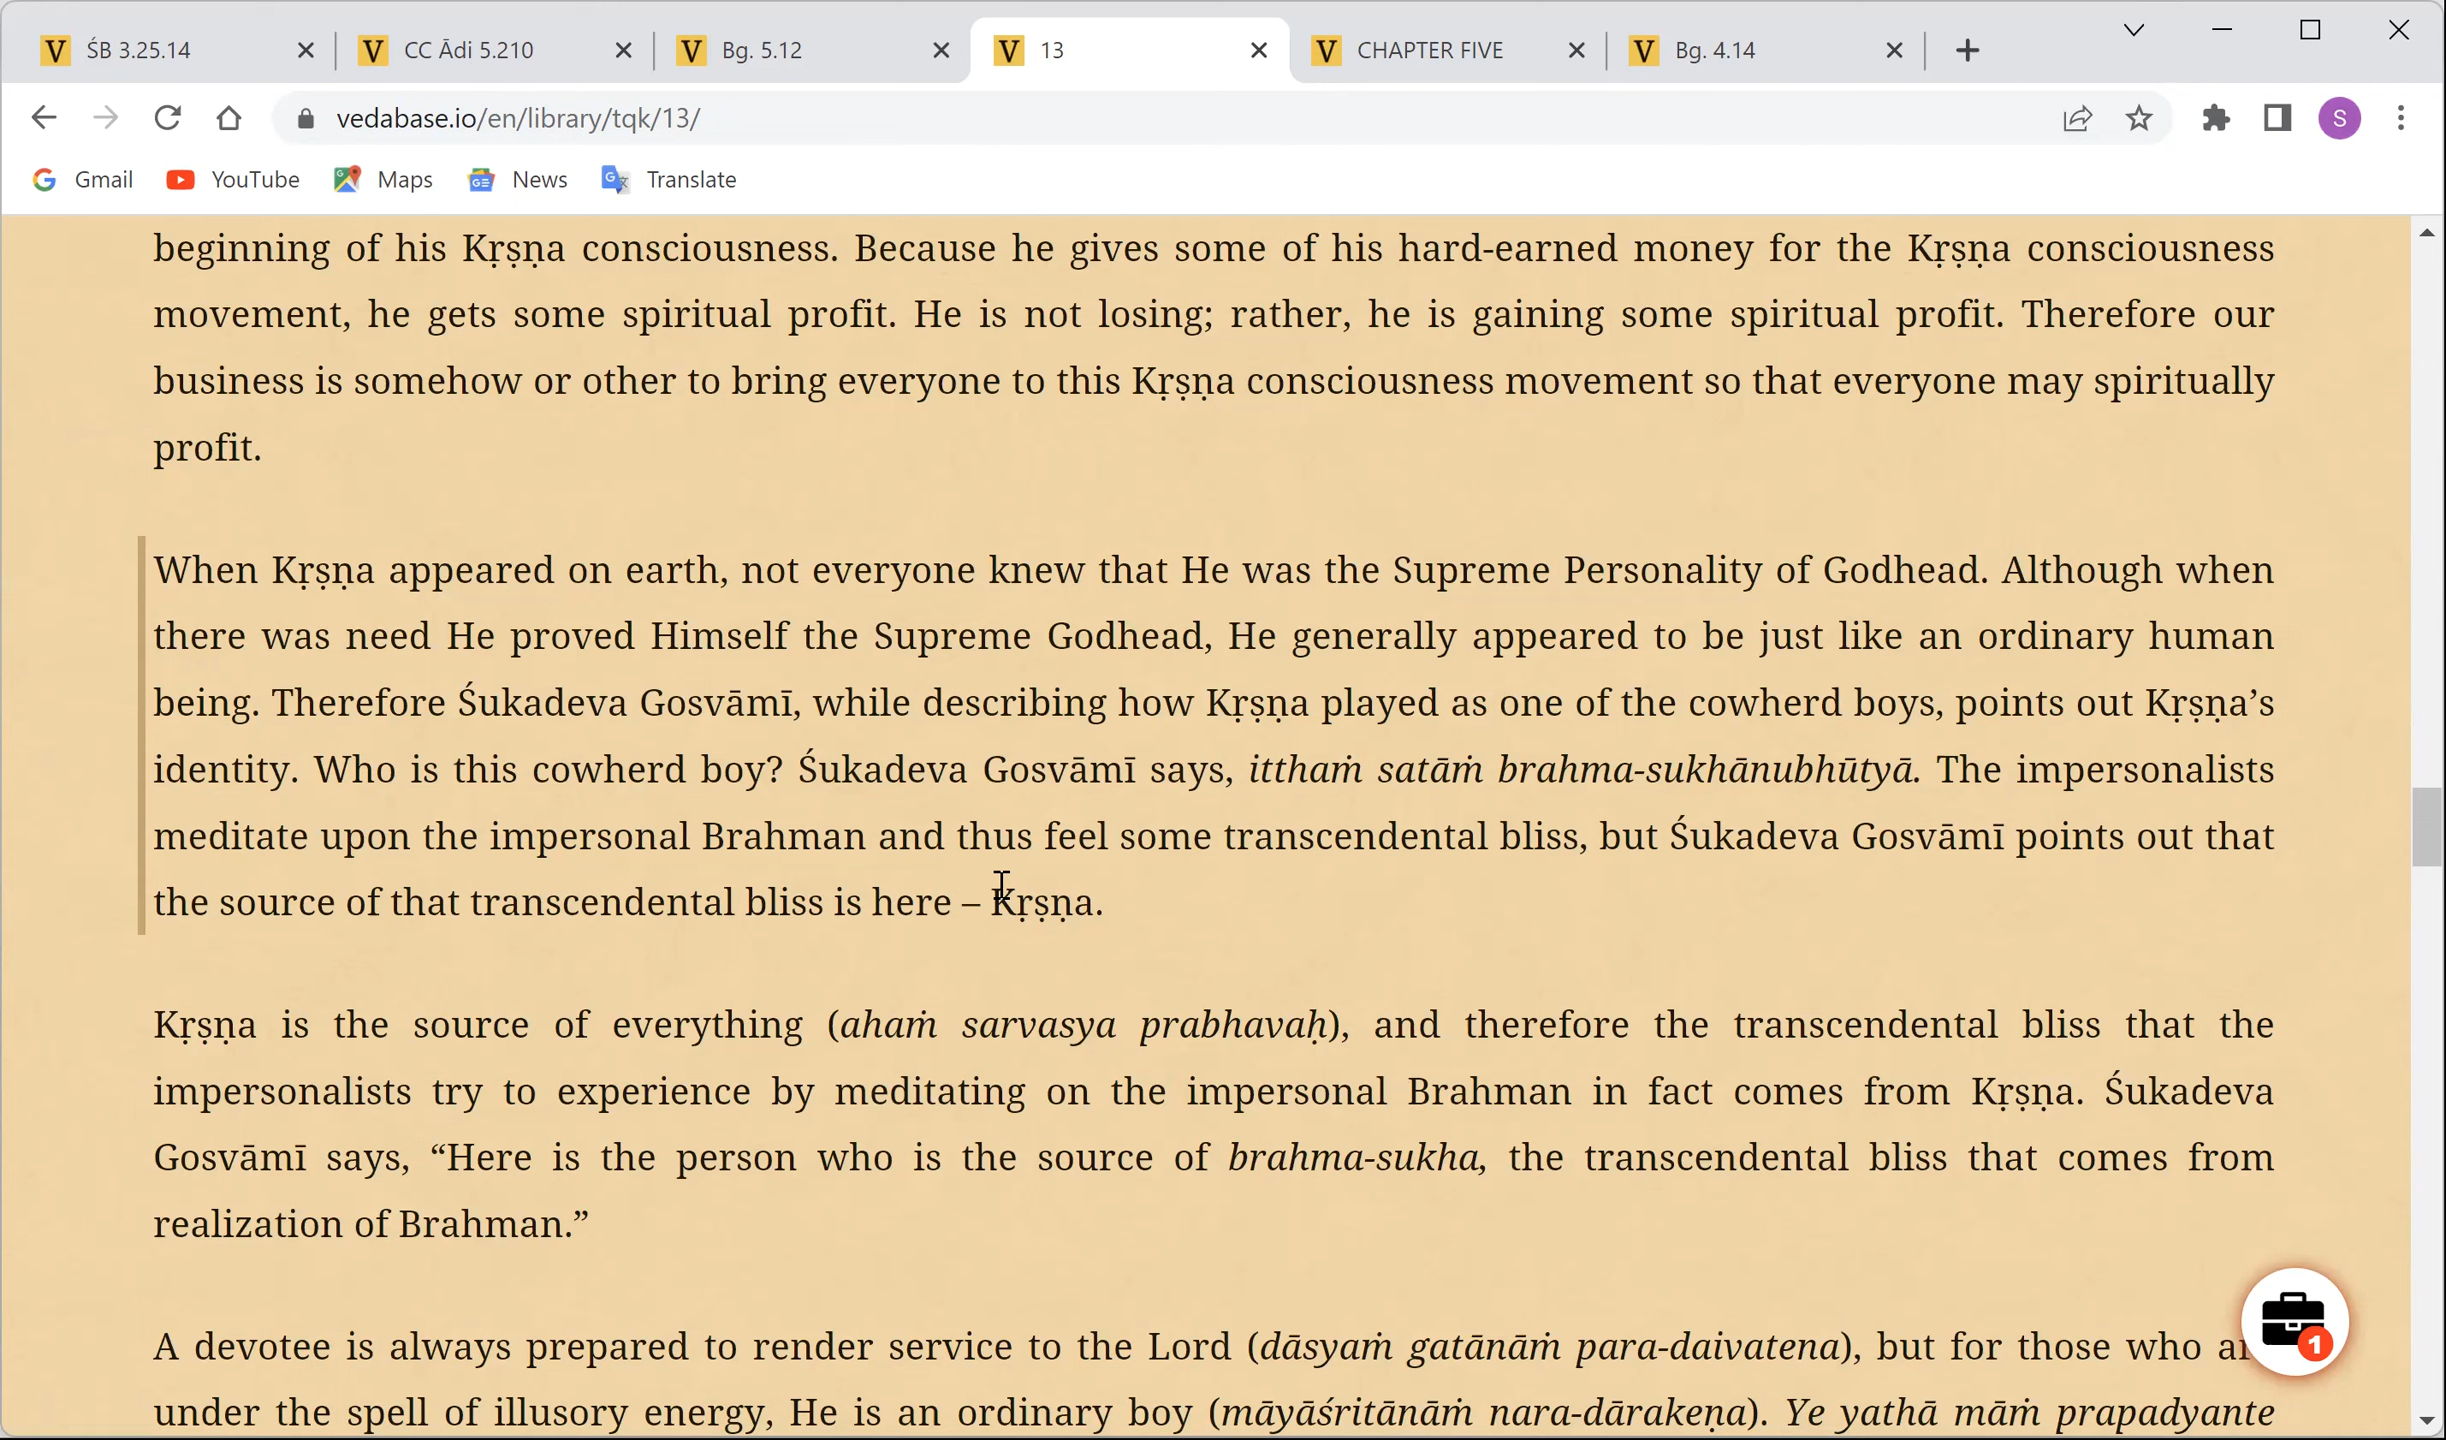 ŚB 3.25.14
CC Ādi 5.210
Bg. 5.12
13
CHAPTER FIVE
Bg. 4.14
vedabase.io/en/library/tqk/13/
S
Gmail
YouTube
Maps
News
Translate
beginning of his Kṛṣṇa consciousness. Because he gives some of his hard-earned money for the Kṛṣṇa consciousness
movement, he gets some spiritual profit. He is not losing; rather, he is gaining some spiritual profit. Therefore our
business is somehow or other to bring everyone to this Kṛṣṇa consciousness movement so that everyone may spiritually
profit.
When Kṛṣṇa appeared on earth, not everyone knew that He was the Supreme Personality of Godhead. Although when
there was need He proved Himself the Supreme Godhead, He generally appeared to be just like an ordinary human
being. Therefore Śukadeva Gosvāmī, while describing how Kṛṣṇa played as one of the cowherd boys, points out Kṛṣṇa’s
identity. Who is this cowherd boy? Śukadeva Gosvāmī says, itthaṁ satāṁ brahma-sukhānubhūtyā. The impersonalists
meditate upon the impersonal Brahman and thus feel some transcendental bliss, but Śukadeva Gosvāmī points out that
the source of that transcendental bliss is here – Kṛṣṇa.
Kṛṣṇa is the source of everything (ahaṁ sarvasya prabhavaḥ), and therefore the transcendental bliss that the
impersonalists try to experience by meditating on the impersonal Brahman in fact comes from Kṛṣṇa. Śukadeva
Gosvāmī says, “Here is the person who is the source of brahma-sukha, the transcendental bliss that comes from
realization of Brahman.”
1
A devotee is always prepared to render service to the Lord (dāsyaṁ gatānāṁ para-daivatena), but for those who
under the spell of illusory energy, He is an ordinary boy (māyāśritānāṁ nara-dārakeṇa). Ye yathā māṁ prapadyante